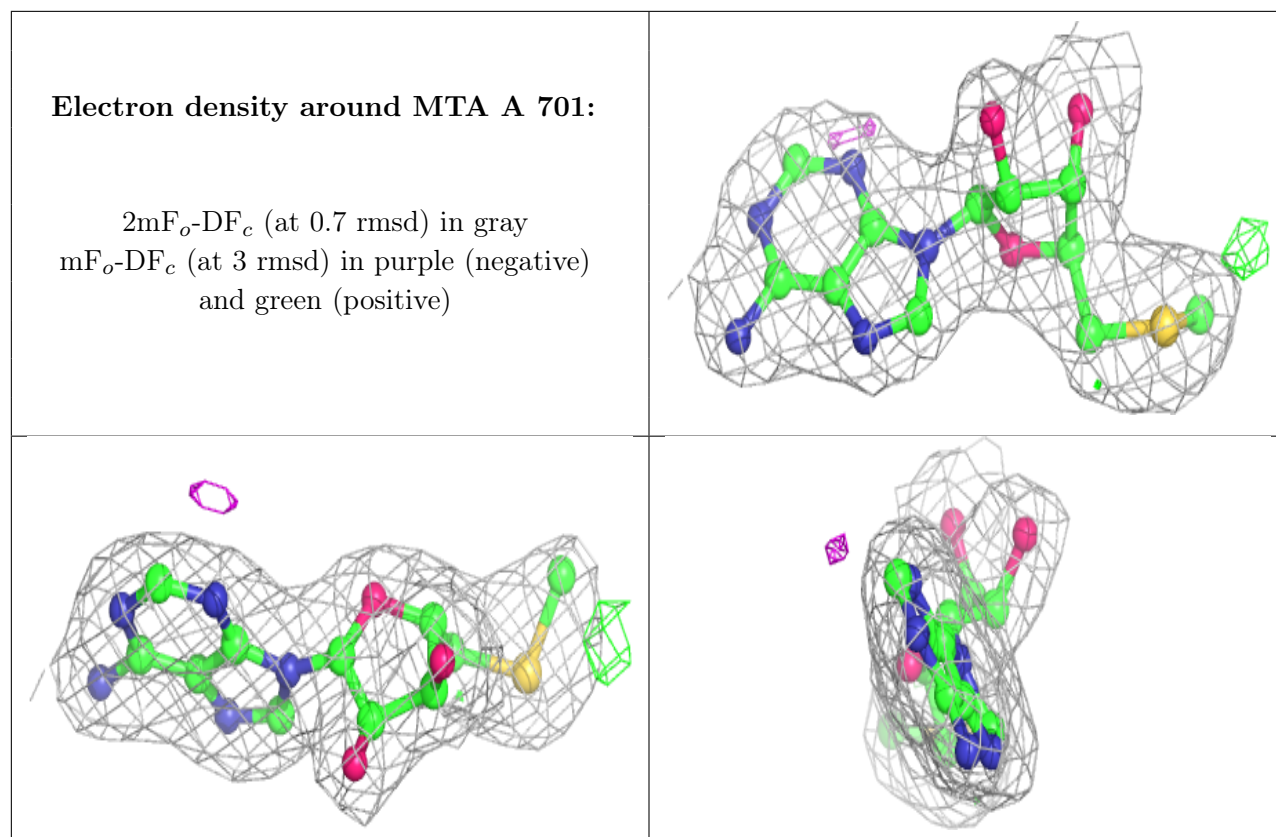 Electron density around MTA A 701:
2mFo-DFc (at 0.7 rmsd) in gray
mFo-DFc (at 3 rmsd) in purple (negative)
and green (positive)